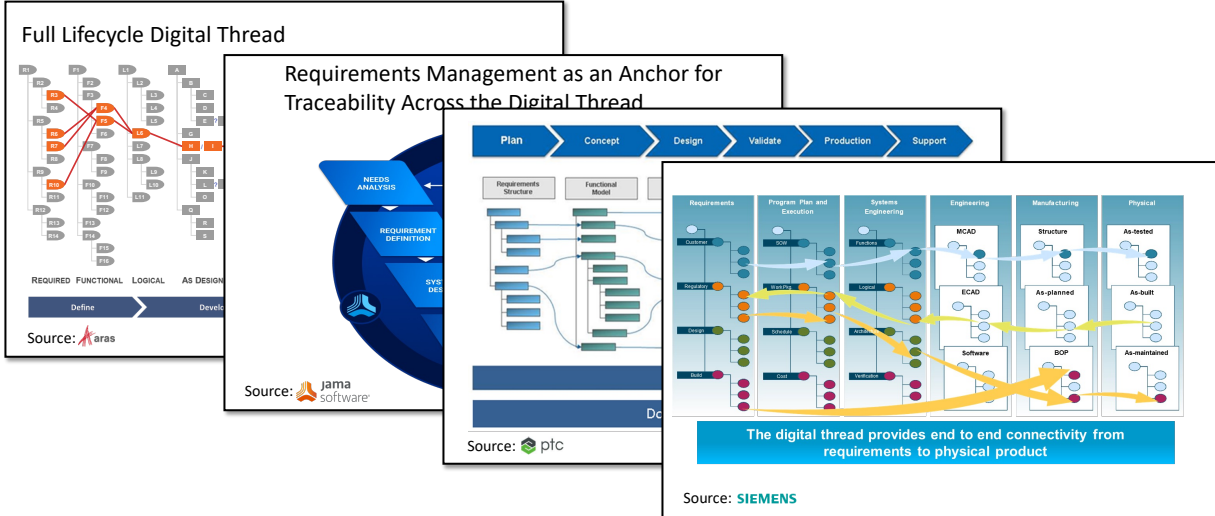 Full Lifecycle Digital Thread
R1
R2
R3
R4
R5
R6
R7
R8
R9
R10
R11
R12
R13
R14
F1
F2
F3
F4
F5
F6
F7
F8
F9
F10
F11
F12
F13
F14
F15
F16
L1
L2
L3
L4
L5
L6
L7
L8
L9
L10
L11
A
B
C
D
E
G
H
I
J
K
L
O
Q
R
S
REQUIRED FUNCTIONAL LOGICAL AS DESIGN
Define
Develo
Source: aras
Requirements Management as an Anchor for
Traceability Across the Digital Thread
NEEDS
ANALYSIS
REQUIREMENT
DEFINITION
SYS
DES
Source: jama
software
Plan
Concept
Design
Validate
Production
Support
Requirements
Structure
Functional
Model
Do
Source: ptc
Requirements
Program Plan and
Execution
Systems
Engineering
Engineering
Manufacturing
Physical
Customer
Regulatory
Design
Build
SOW
Work Pkg.
Schedule
Cost
Functions
Logical
Verification
MCAD
ECAD
Software
Structure
As-planned
BOP
As-tested
As-built
As-maintained
The digital thread provides end to end connectivity from
requirements to physical product
Source: SIEMENS